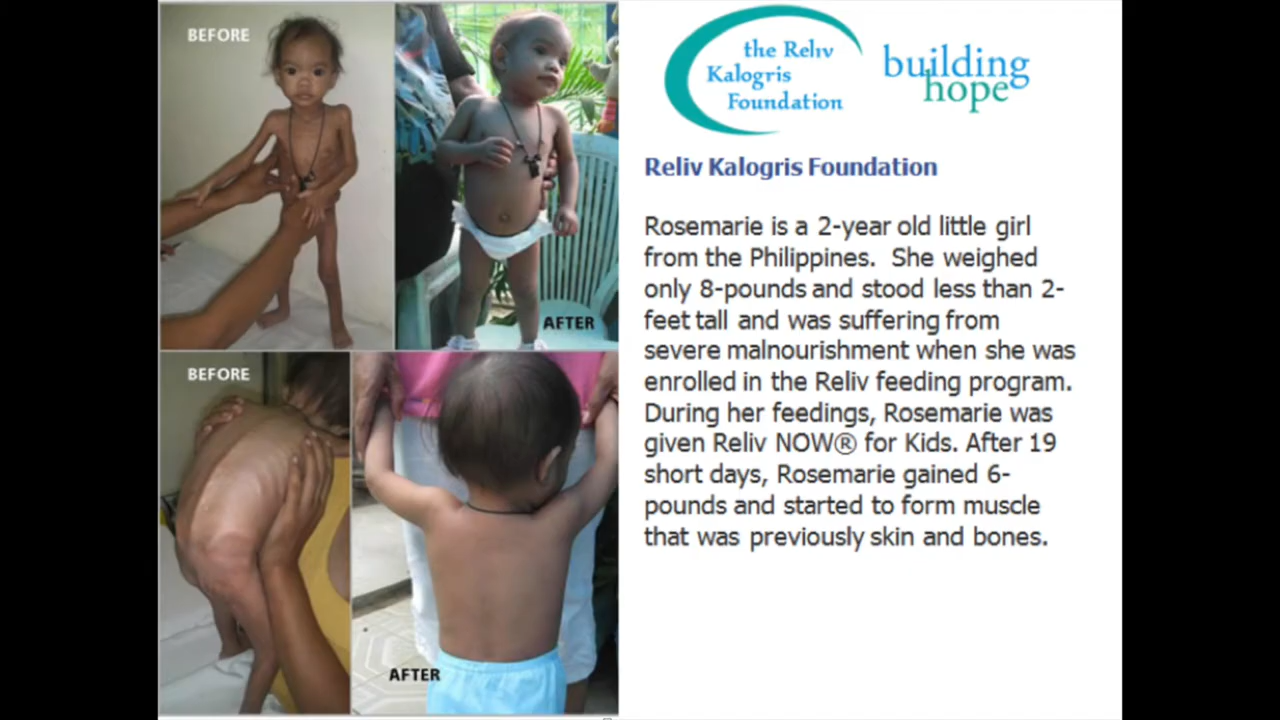 BEFORE
AFTER
BEFORE
AFTER
the Reliv
Kalogris
Foundation
building
hope
Reliv Kalogris Foundation
Rosemarie is a 2-year old little girl
from the Philippines.  She weighed
only 8-pounds and stood less than 2-
feet tall and was suffering from
severe malnourishment when she was
enrolled in the Reliv feeding program.
During her feedings, Rosemarie was
given Reliv NOW® for Kids. After 19
short days, Rosemarie gained 6-
pounds and started to form muscle
that was previously skin and bones.